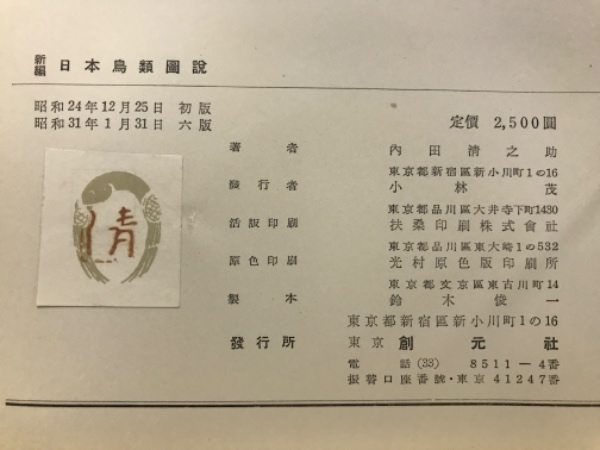 新編 日本鳥類圖說
昭和24年12月25日 初版
昭和31年1月31日 六版
定價 2,500圓
著者 內田清之助
東京都新宿區新小川町1の16
發行者 小林茂
東京都品川區大井寺下町1430
活版印刷 扶桑印刷株式會社
東京都品川區東大崎1の532
原色印刷 光村原色版印刷所
東京都文京區東古川町14
製本 鈴木俊一
東京都新宿區新小川町1の16
發行所 東京 創元社
電話(33) 8511—4番
振替口座番號・東京41247番
清